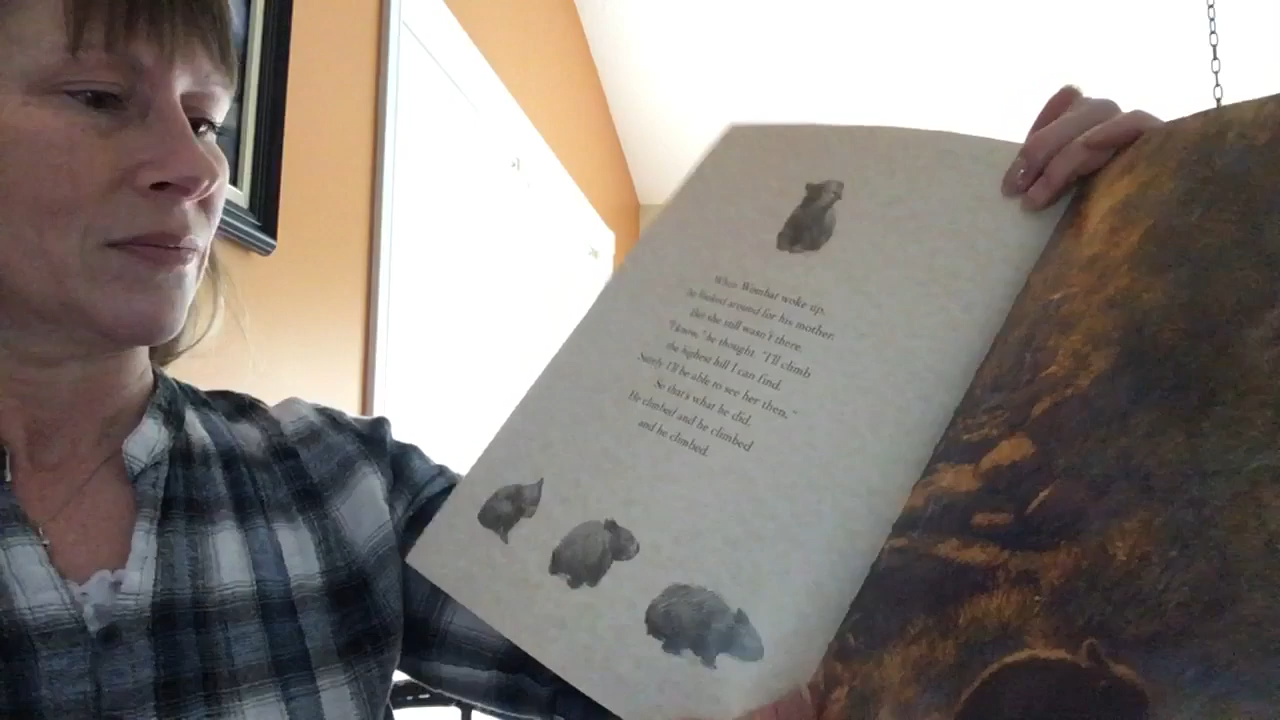 When Wombat woke up,
he looked around for his mother.
But she still wasn't there.
"I know," he thought. "I'll climb
the highest hill I can find.
Surely I'll be able to see her then."
So that's what he did.
He climbed and he climbed
and he climbed.